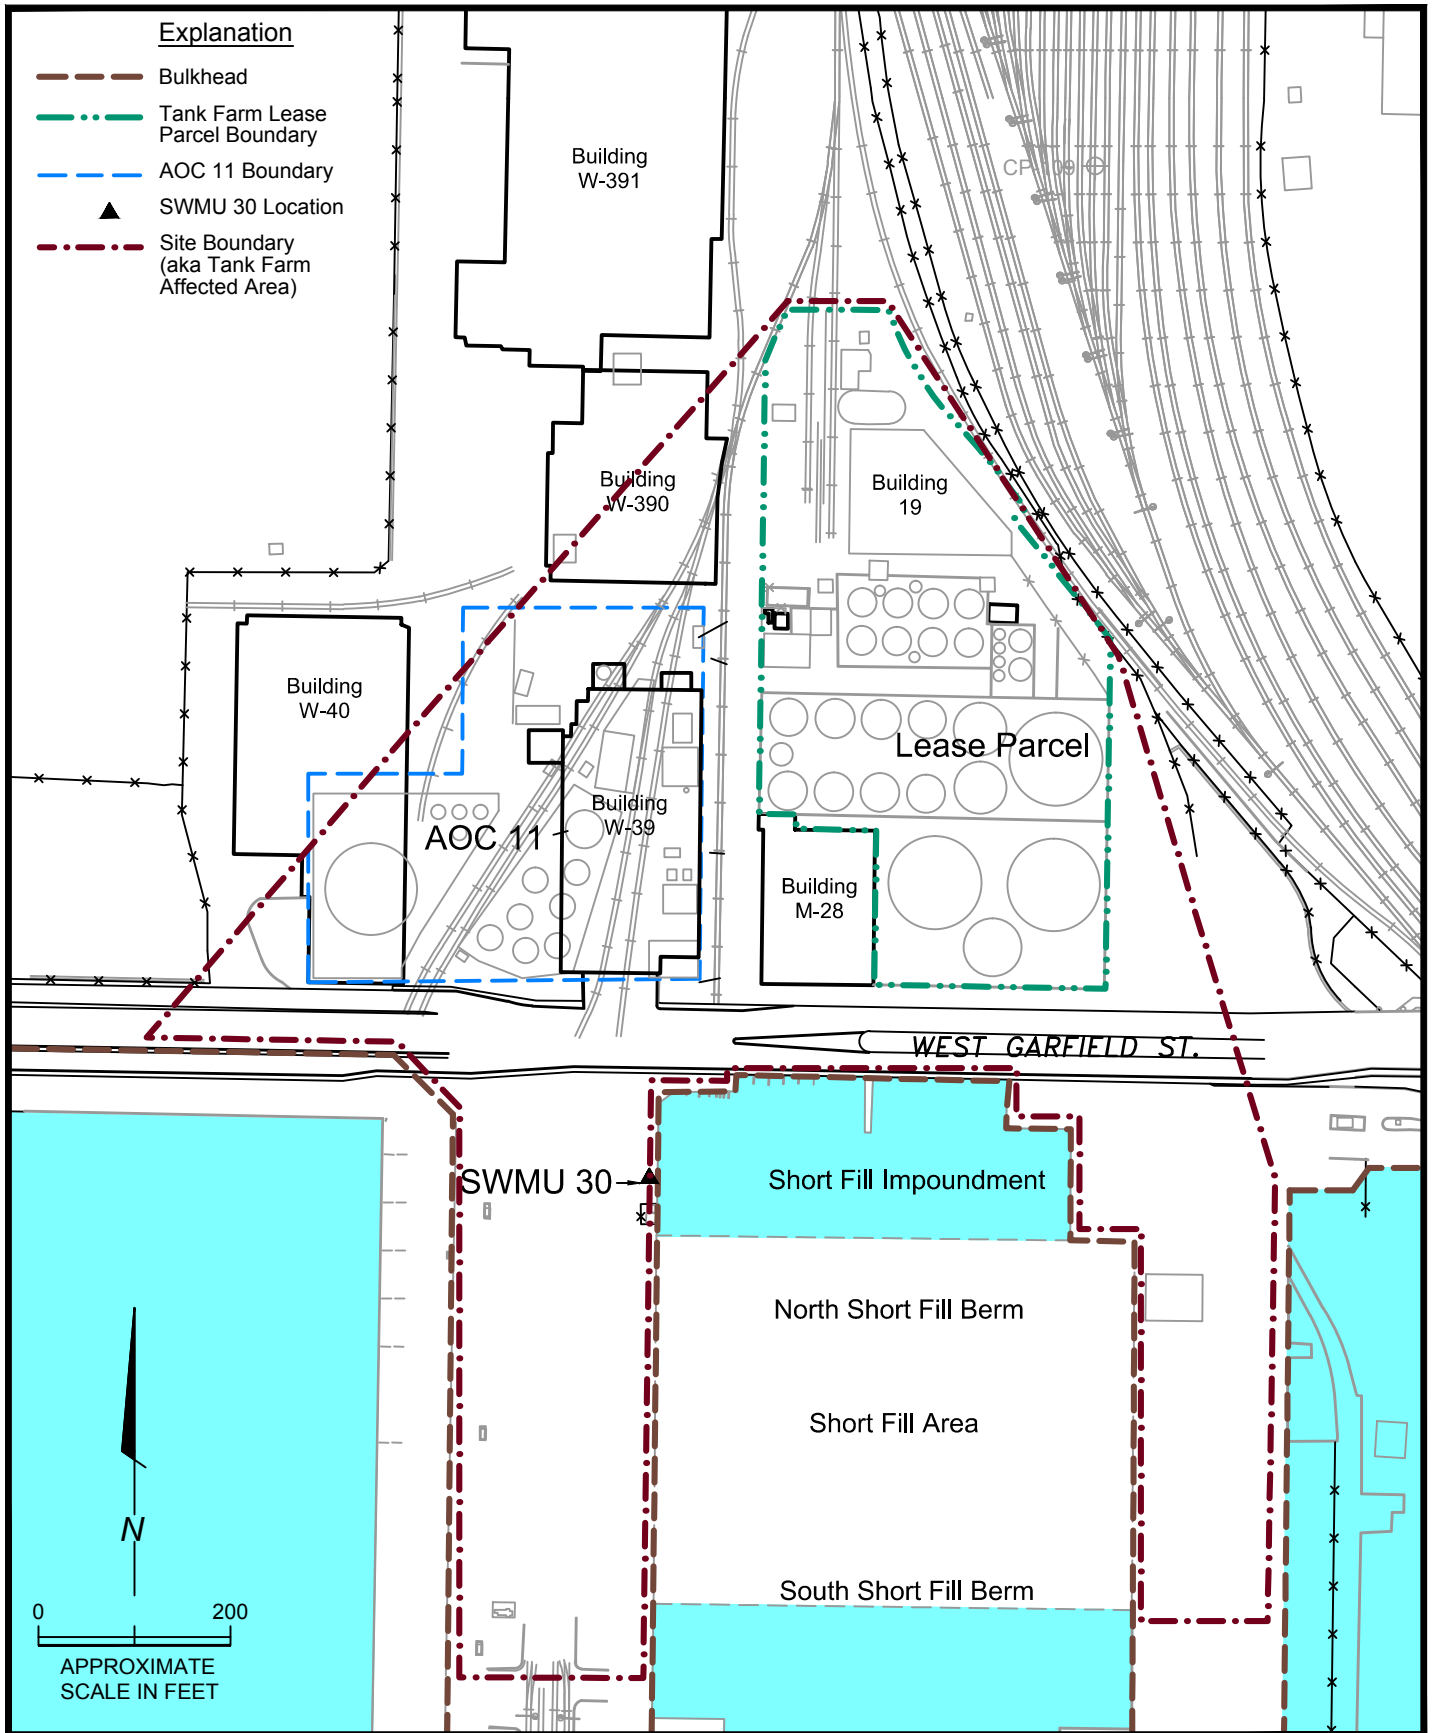 Explanation
Bulkhead
Tank Farm Lease
Parcel Boundary
AOC 11 Boundary
SWMU 30 Location
Site Boundary
(aka Tank Farm
Affected Area)
Building
W-391
Building
W-390
Building
19
Building
W-40
Lease Parcel
Building
W-39
AOC 11
Building
M-28
WEST GARFIELD ST.
SWMU 30
Short Fill Impoundment
North Short Fill Berm
Short Fill Area
South Short Fill Berm
N
0 200
APPROXIMATE
SCALE IN FEET